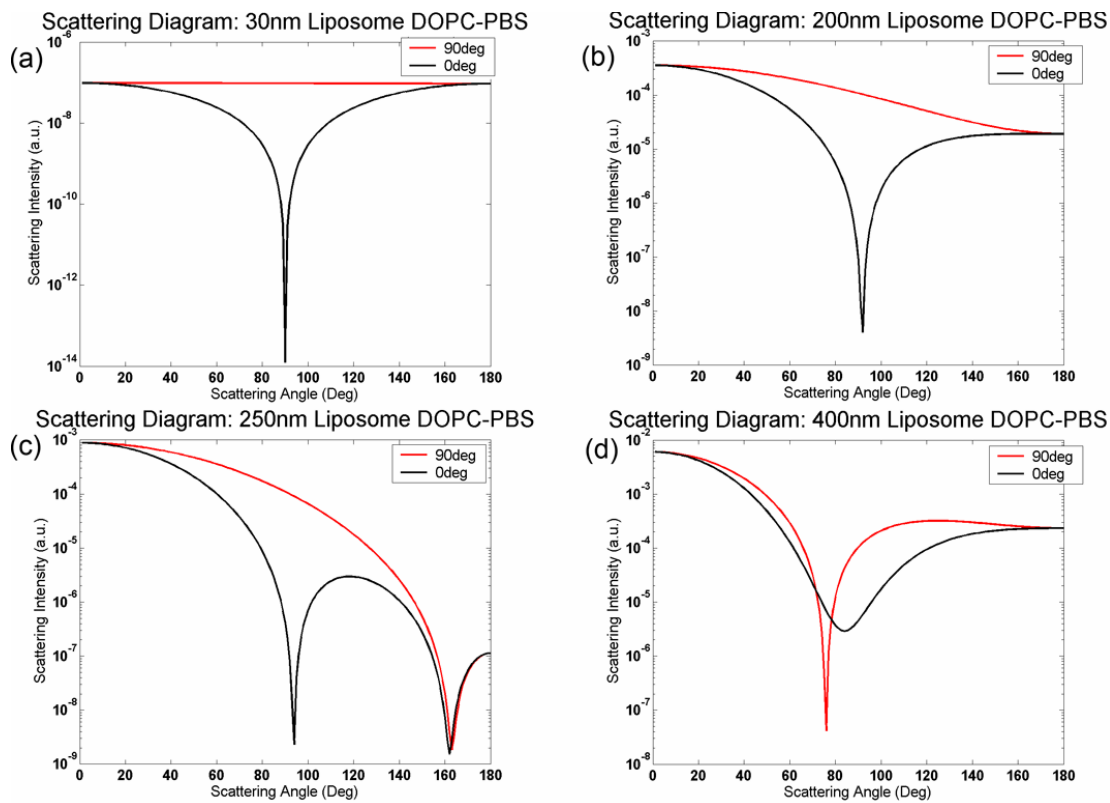 Scattering Diagram: 30nm Liposome DOPC-PBS
(a)
90deg
0deg
Scattering Intensity (a.u.)
10^-6
10^-8
10^-10
10^-12
10^-14
0 20 40 60 80 100 120 140 160 180
Scattering Angle (Deg)
Scattering Diagram: 200nm Liposome DOPC-PBS
(b)
90deg
0deg
Scattering Intensity (a.u.)
10^-3
10^-4
10^-5
10^-6
10^-7
10^-8
10^-9
0 20 40 60 80 100 120 140 160 180
Scattering Angle (Deg)
Scattering Diagram: 250nm Liposome DOPC-PBS
(c)
90deg
0deg
Scattering Intensity (a.u.)
10^-3
10^-4
10^-5
10^-6
10^-7
10^-8
10^-9
0 20 40 60 80 100 120 140 160 180
Scattering Angle (Deg)
Scattering Diagram: 400nm Liposome DOPC-PBS
(d)
90deg
0deg
Scattering Intensity (a.u.)
10^-2
10^-3
10^-4
10^-5
10^-6
10^-7
10^-8
0 20 40 60 80 100 120 140 160 180
Scattering Angle (Deg)